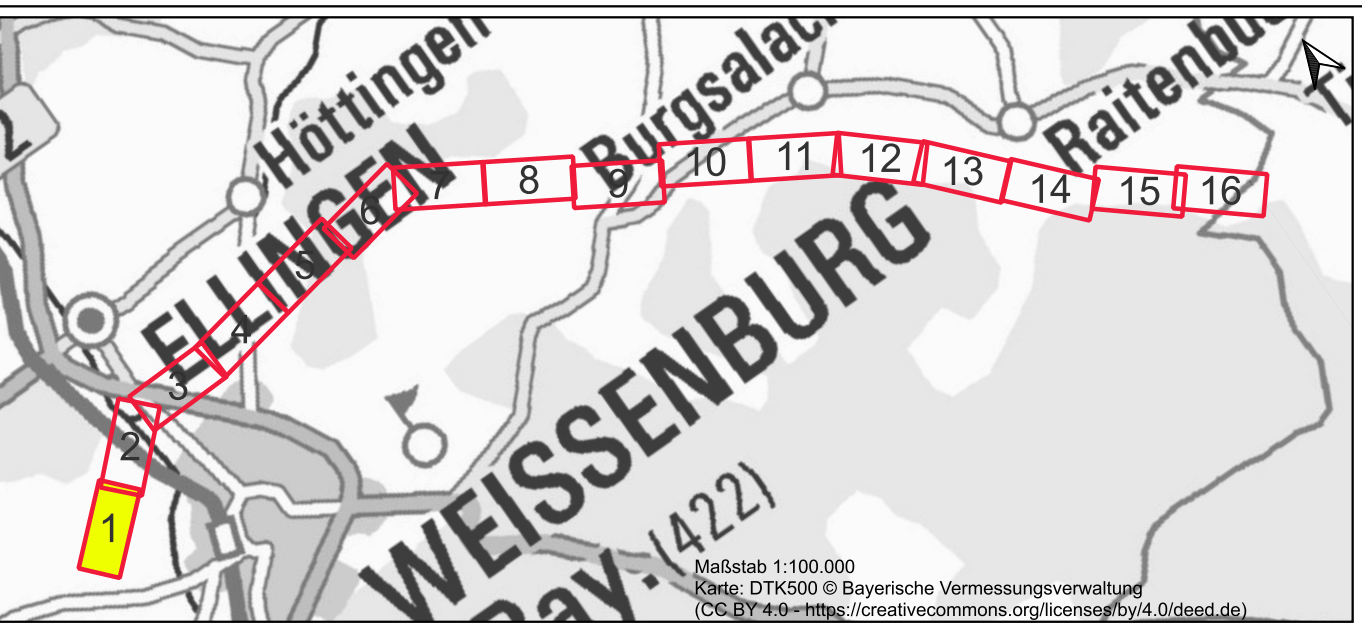 Höttingen
Burgsalach
Raitenbu
2
ELLINGEN
WEISSENBURG
Bay. (422)
1
2
3
4
5
6
7
8
9
10
11
12
13
14
15
16
Maßstab 1:100.000
Karte: DTK500 © Bayerische Vermessungsverwaltung
(CC BY 4.0 - https://creativecommons.org/licenses/by/4.0/deed.de)